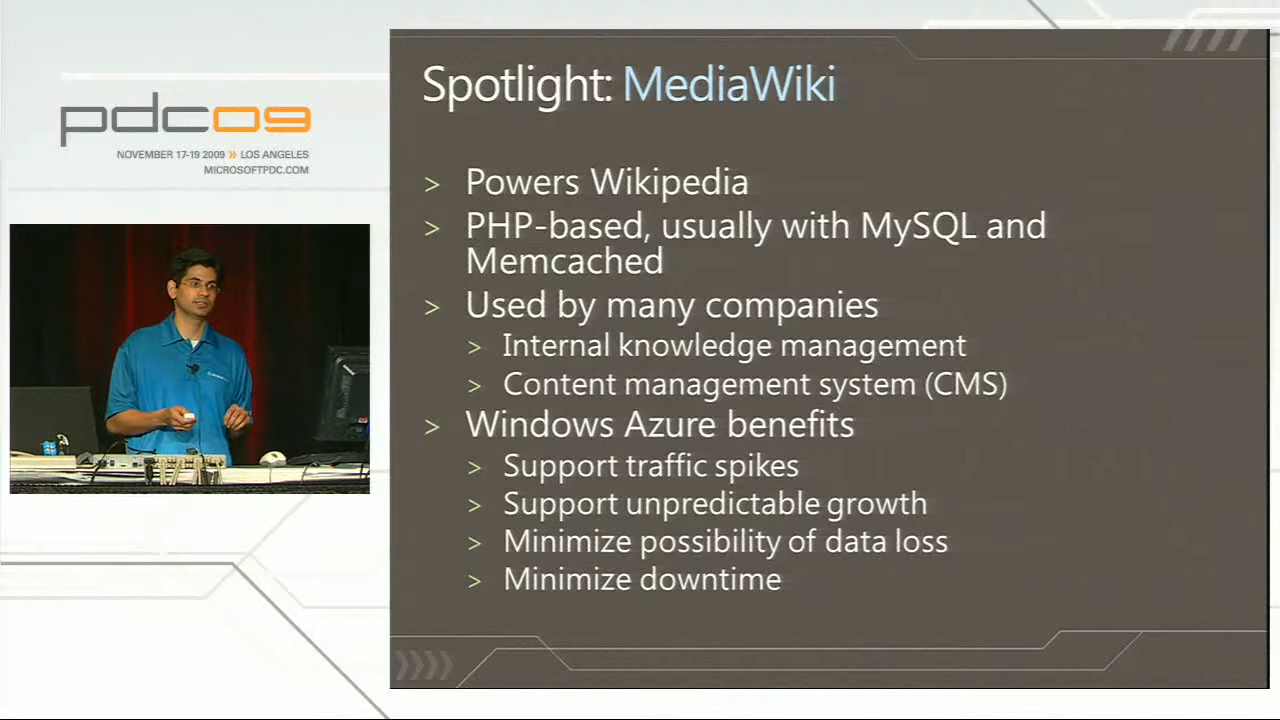 pdc09
NOVEMBER 17-19 2009 » LOS ANGELES
MICROSOFTPDC.COM
Spotlight: MediaWiki
> Powers Wikipedia
> PHP-based, usually with MySQL and
Memcached
> Used by many companies
> Internal knowledge management
> Content management system (CMS)
> Windows Azure benefits
> Support traffic spikes
> Support unpredictable growth
> Minimize possibility of data loss
> Minimize downtime